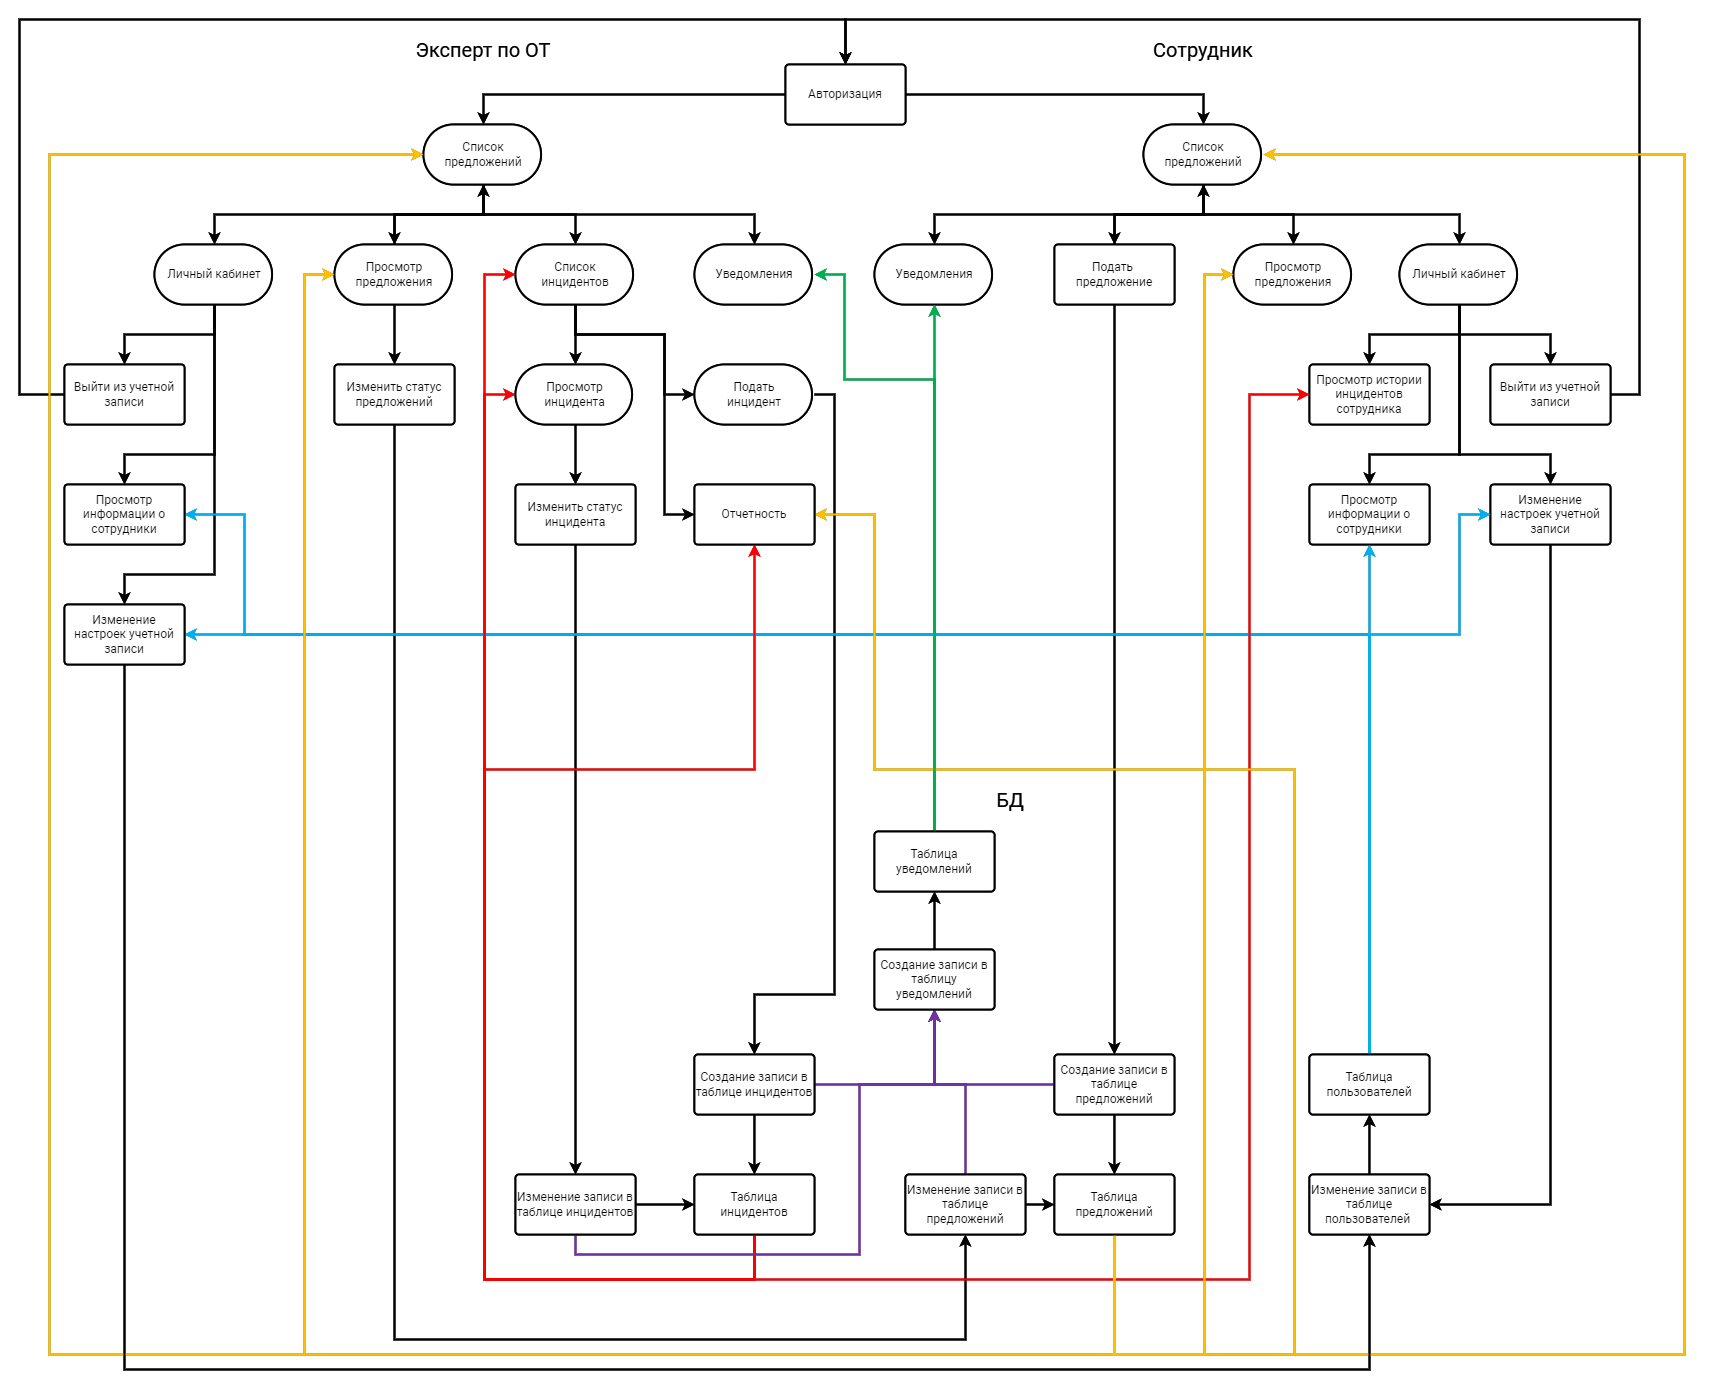 Эксперт по ОТ
Сотрудник
Авторизация
Список
предложений
Список
предложений
Личный кабинет
Просмотр
предложения
Список
инцидентов
Уведомления
Уведомления
Подать
предложение
Просмотр
предложения
Личный кабинет
Выйти из учетной
записи
Изменить статус
предложений
Просмотр
инцидента
Подать
инцидент
Просмотр истории
инцидентов
сотрудника
Выйти из учетной
записи
Просмотр
информации о
сотрудники
Изменить статус
инцидента
Отчетность
Просмотр
информации о
сотрудники
Изменение
настроек учетной
записи
Изменение
настроек учетной
записи
БД
Таблица
уведомлений
Создание записи в
таблицу
уведомлений
Создание записи в
таблице инцидентов
Создание записи в
таблице
предложений
Таблица
пользователей
Изменение записи в
таблице инцидентов
Таблица
инцидентов
Изменение записи в
таблице
предложений
Таблица
предложений
Изменение записи в
таблице
пользователей